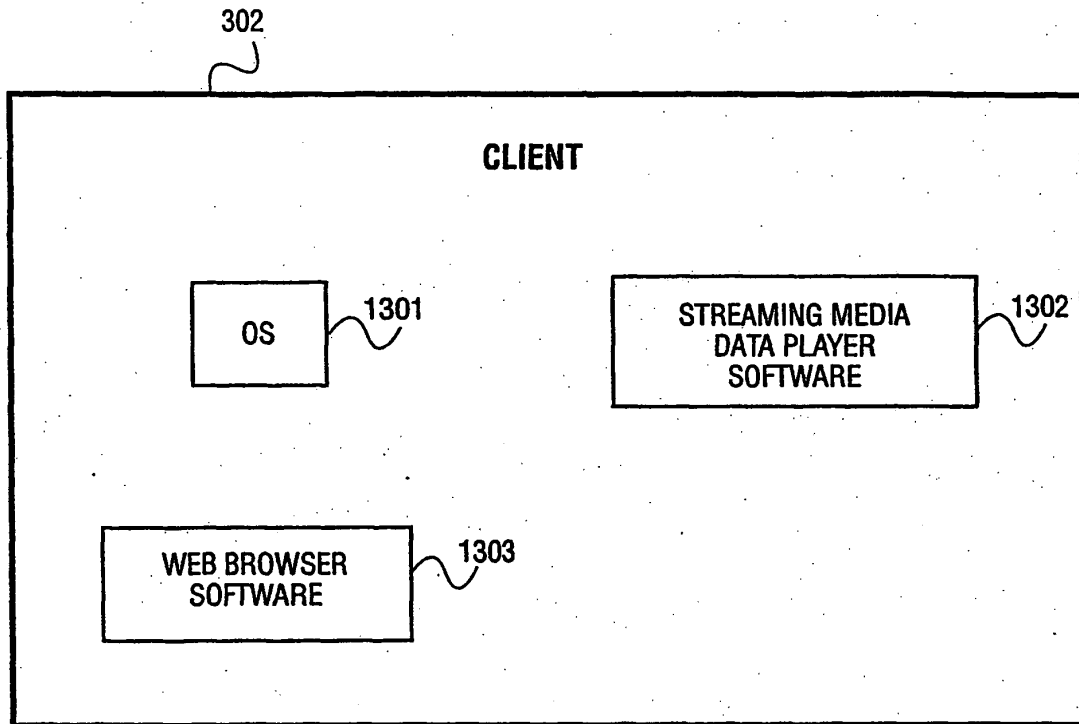 302
CLIENT
OS
1301
STREAMING MEDIA
DATA PLAYER
SOFTWARE
1302
WEB BROWSER
SOFTWARE
1303